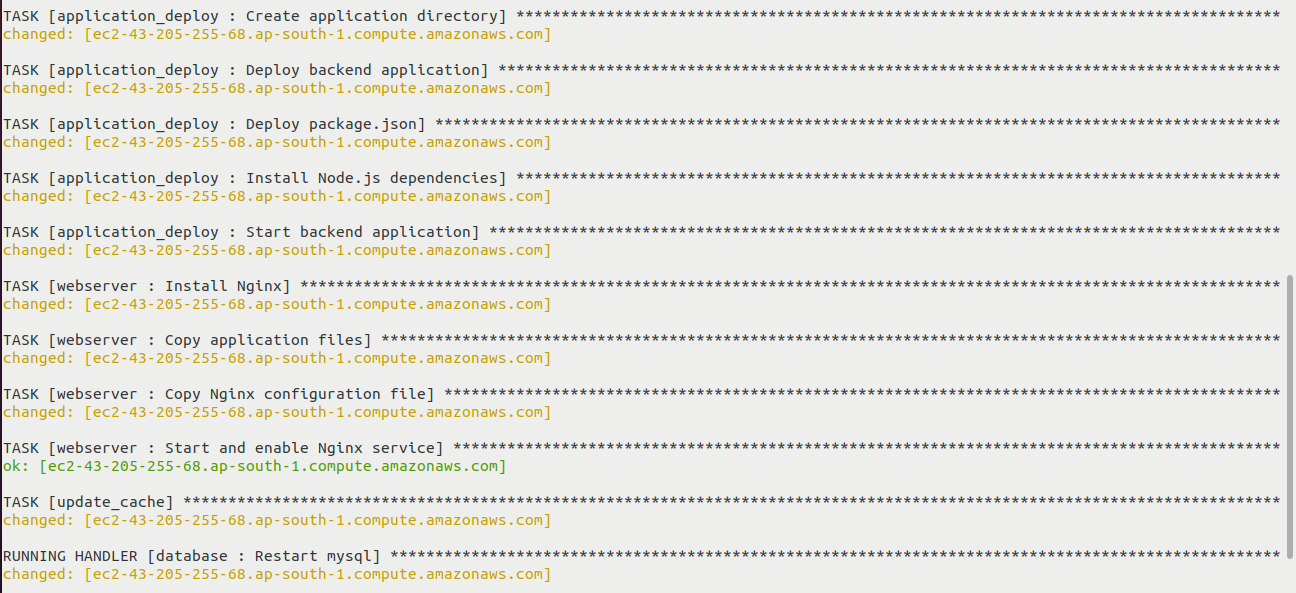 TASK [application_deploy : Create application directory] *************************************************************************************
changed: [ec2-43-205-255-68.ap-south-1.compute.amazonaws.com]
TASK [application_deploy : Deploy backend application] ***************************************************************************************
changed: [ec2-43-205-255-68.ap-south-1.compute.amazonaws.com]
TASK [application_deploy : Deploy package.json] **********************************************************************************************
changed: [ec2-43-205-255-68.ap-south-1.compute.amazonaws.com]
TASK [application_deploy : Install Node.js dependencies] *************************************************************************************
changed: [ec2-43-205-255-68.ap-south-1.compute.amazonaws.com]
TASK [application_deploy : Start backend application] ****************************************************************************************
changed: [ec2-43-205-255-68.ap-south-1.compute.amazonaws.com]
TASK [webserver : Install Nginx] *************************************************************************************************************
changed: [ec2-43-205-255-68.ap-south-1.compute.amazonaws.com]
TASK [webserver : Copy application files] ****************************************************************************************************
changed: [ec2-43-205-255-68.ap-south-1.compute.amazonaws.com]
TASK [webserver : Copy Nginx configuration file] *********************************************************************************************
changed: [ec2-43-205-255-68.ap-south-1.compute.amazonaws.com]
TASK [webserver : Start and enable Nginx service] ********************************************************************************************
ok: [ec2-43-205-255-68.ap-south-1.compute.amazonaws.com]
TASK [update_cache] **************************************************************************************************************************
changed: [ec2-43-205-255-68.ap-south-1.compute.amazonaws.com]
RUNNING HANDLER [database : Restart mysql] ***************************************************************************************************
changed: [ec2-43-205-255-68.ap-south-1.compute.amazonaws.com]